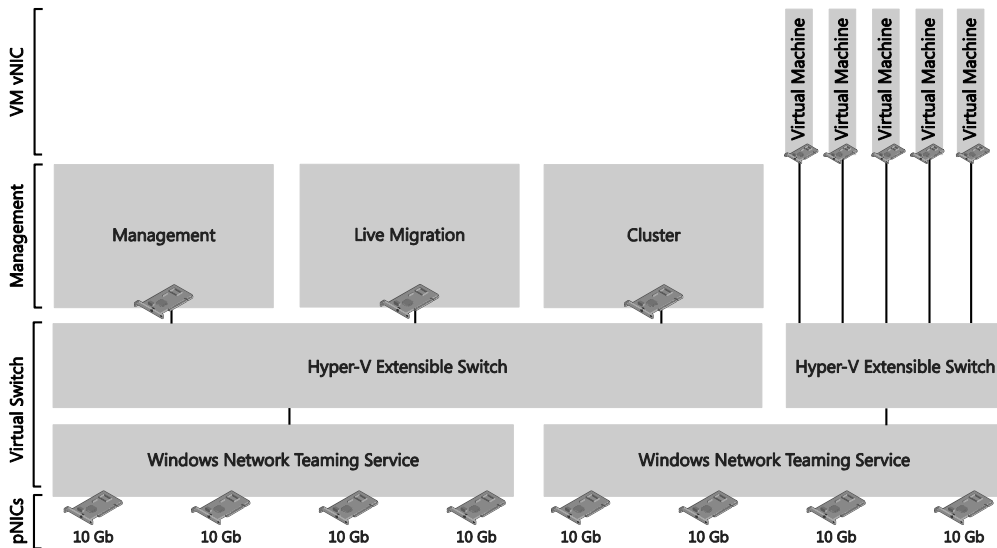 VM vNIC
Virtual Machine
Virtual Machine
Virtual Machine
Virtual Machine
Virtual Machine
Management
Management
Live Migration
Cluster
Virtual Switch
Hyper-V Extensible Switch
Hyper-V Extensible Switch
Windows Network Teaming Service
Windows Network Teaming Service
pNICs
10 Gb
10 Gb
10 Gb
10 Gb
10 Gb
10 Gb
10 Gb
10 Gb